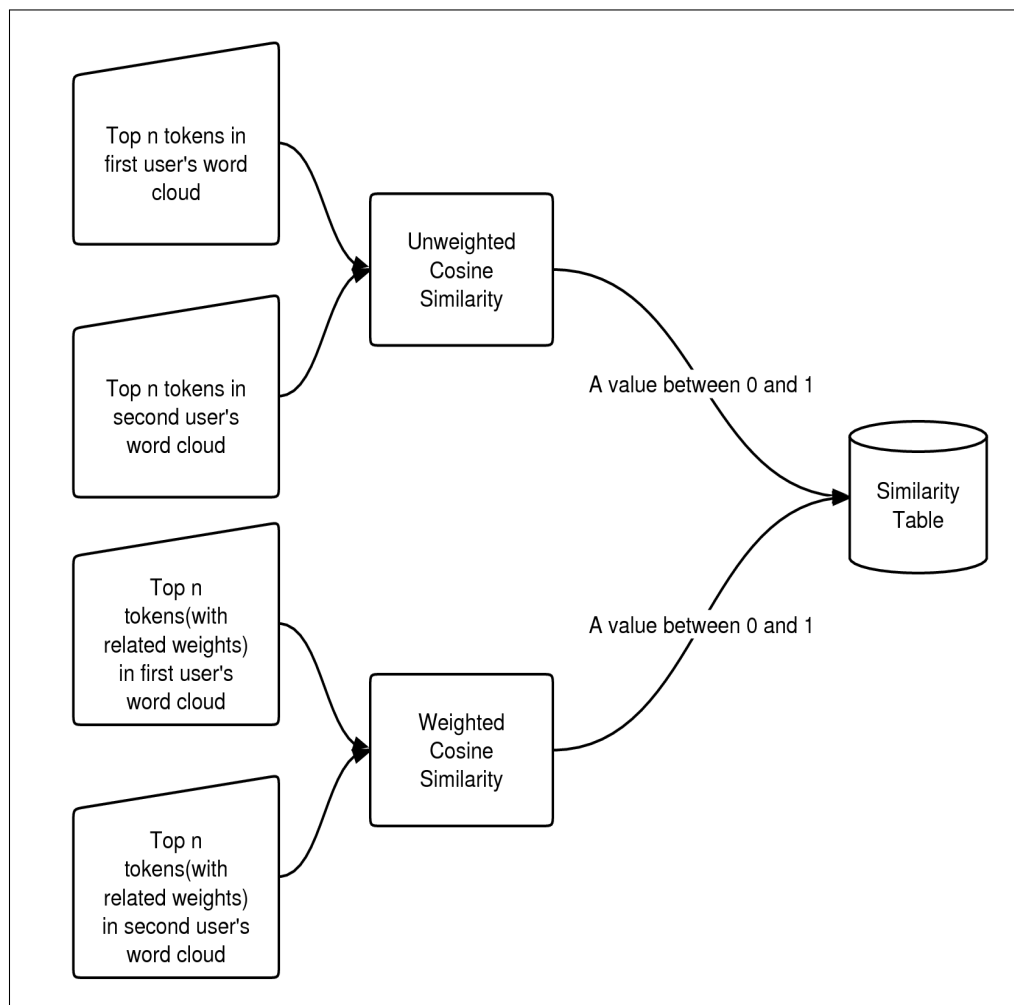 Top n tokens in
first user's word
cloud
Unweighted
Cosine
Similarity
Top n tokens in
second user's
word cloud
A value between 0 and 1
Similarity
Table
Top n
tokens(with
related weights)
in first user's
word cloud
A value between 0 and 1
Weighted
Cosine
Similarity
Top n
tokens(with
related weights)
in second user's
word cloud